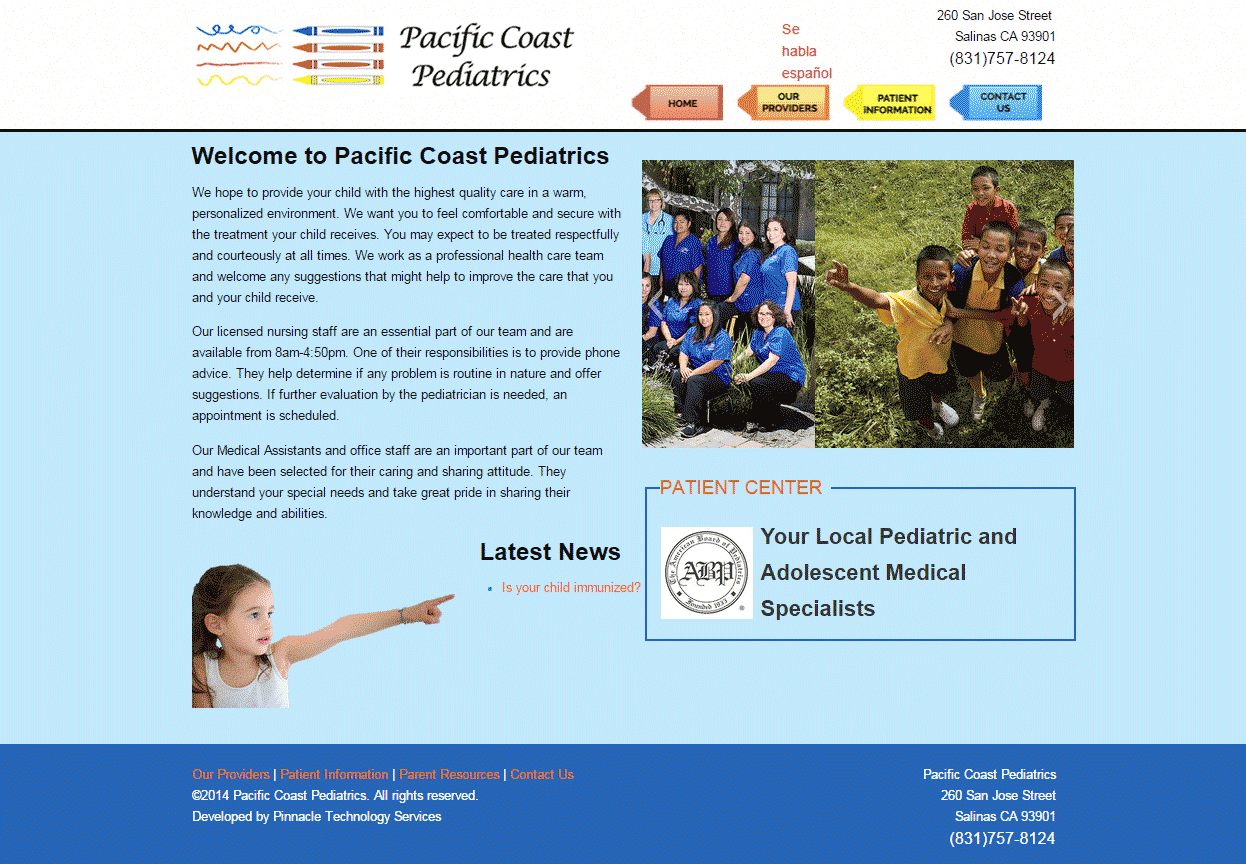 Pacific Coast
Pediatrics
Se
habla
español
260 San Jose Street
Salinas CA 93901
(831)757-8124
HOME
OUR
PROVIDERS
PATIENT
INFORMATION
CONTACT
US
Welcome to Pacific Coast Pediatrics
We hope to provide your child with the highest quality care in a warm,
personalized environment. We want you to feel comfortable and secure with
the treatment your child receives. You may expect to be treated respectfully
and courteously at all times. We work as a professional health care team
and welcome any suggestions that might help to improve the care that you
and your child receive.
Our licensed nursing staff are an essential part of our team and are
available from 8am-4:50pm. One of their responsibilities is to provide phone
advice. They help determine if any problem is routine in nature and offer
suggestions. If further evaluation by the pediatrician is needed, an
appointment is scheduled.
Our Medical Assistants and office staff are an important part of our team
and have been selected for their caring and sharing attitude. They
understand your special needs and take great pride in sharing their
knowledge and abilities.
Latest News
Is your child immunized?
PATIENT CENTER
The American Board of Pediatrics
ABP
Founded 1933
Your Local Pediatric and
Adolescent Medical
Specialists
Our Providers | Patient Information | Parent Resources | Contact Us
©2014 Pacific Coast Pediatrics. All rights reserved.
Developed by Pinnacle Technology Services
Pacific Coast Pediatrics
260 San Jose Street
Salinas CA 93901
(831)757-8124